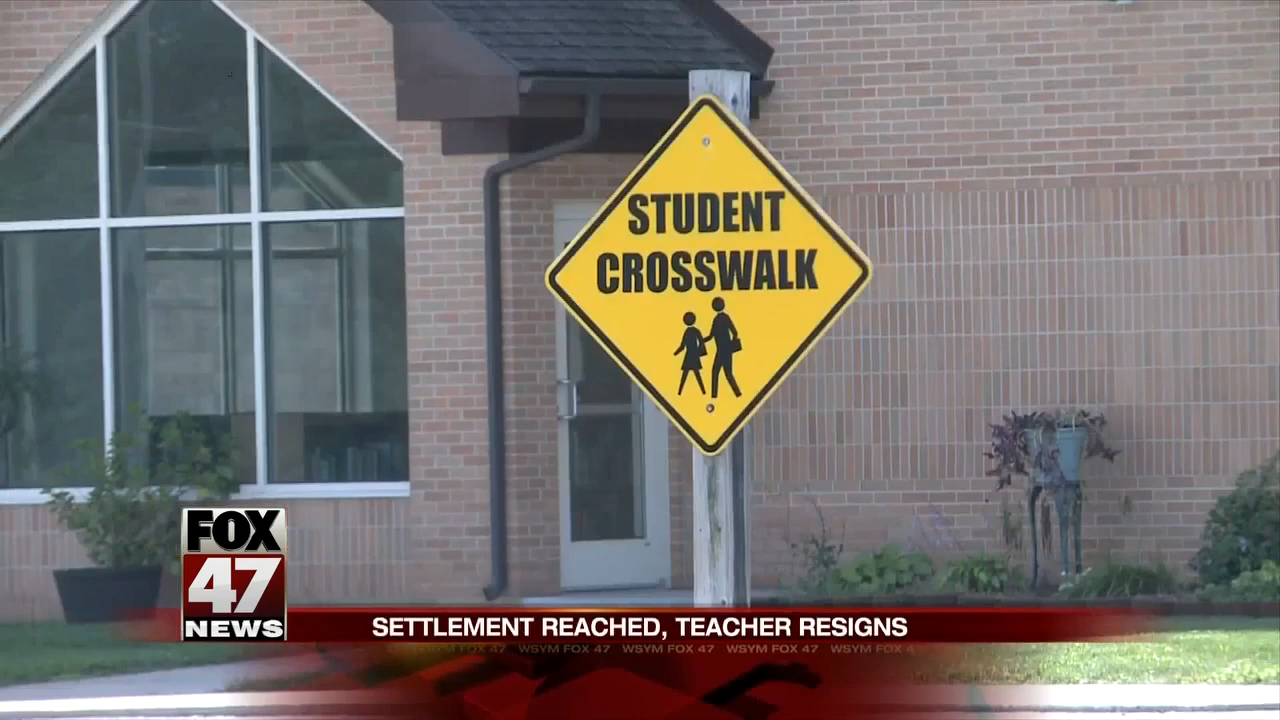 STUDENT
CROSSWALK
FOX
47
NEWS
SETTLEMENT REACHED, TEACHER RESIGNS
WSYM FOX 47 WSYM FOX 47 WSYM FOX 47 WSYM FOX 4